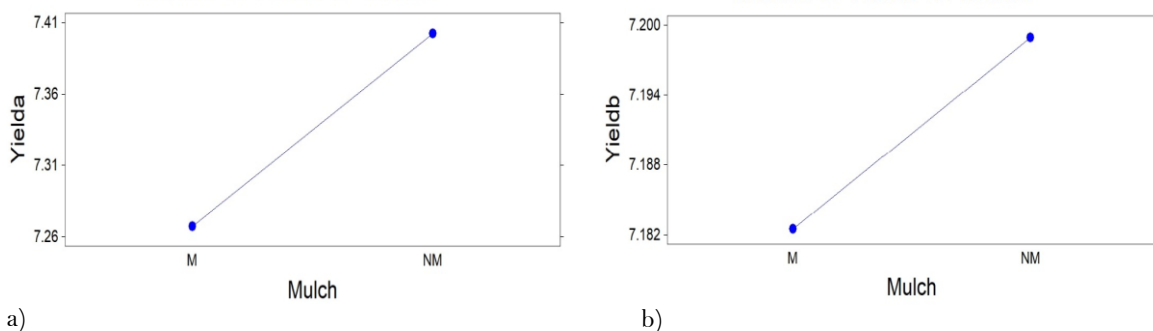 7.41
7.36
7.31
7.26
Yielda
M NM
Mulch
a)
7.200
7.194
7.188
7.182
Yieldb
M NM
Mulch
b)